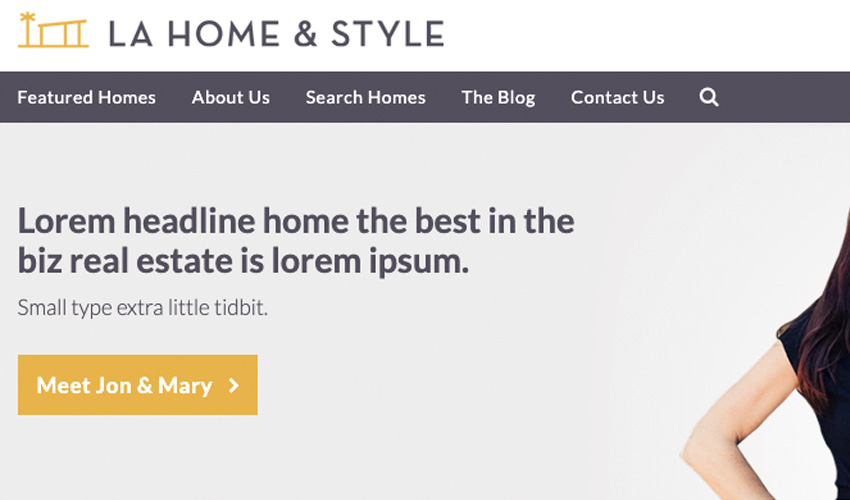 LA HOME & STYLE
Featured Homes About Us Search Homes The Blog Contact Us
Lorem headline home the best in the
biz real estate is lorem ipsum.
Small type extra little tidbit.
Meet Jon & Mary